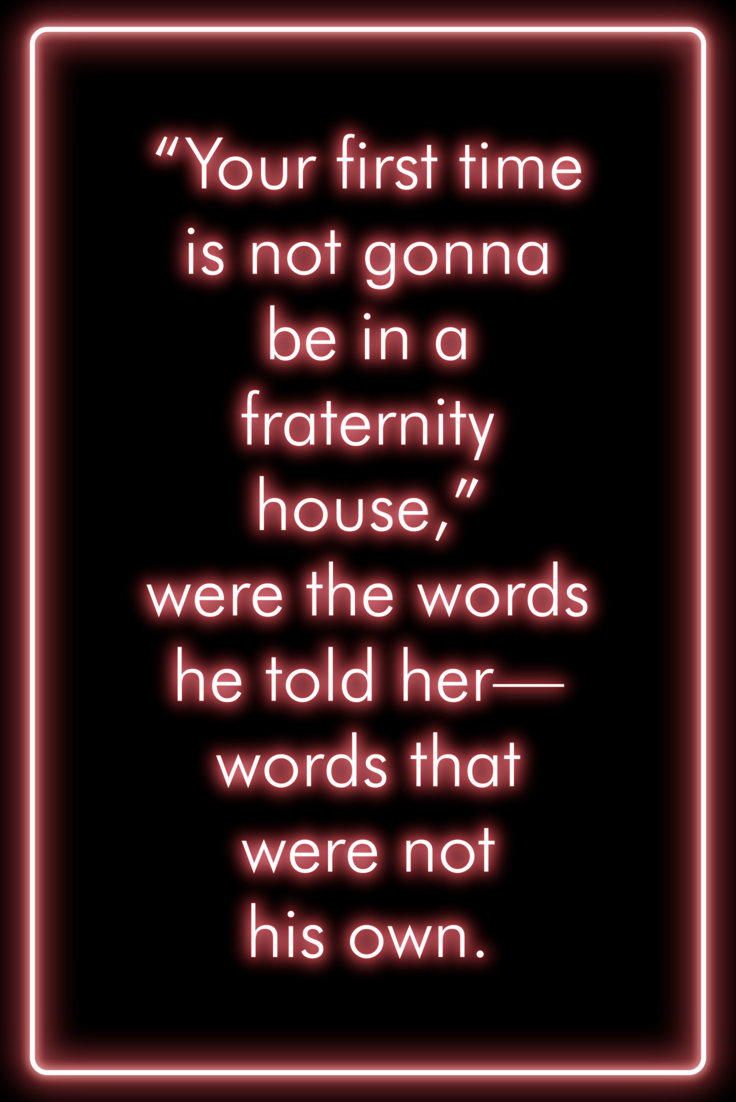 “Your first time
is not gonna
be in a
fraternity
house,”
were the words
he told her—
words that
were not
his own.